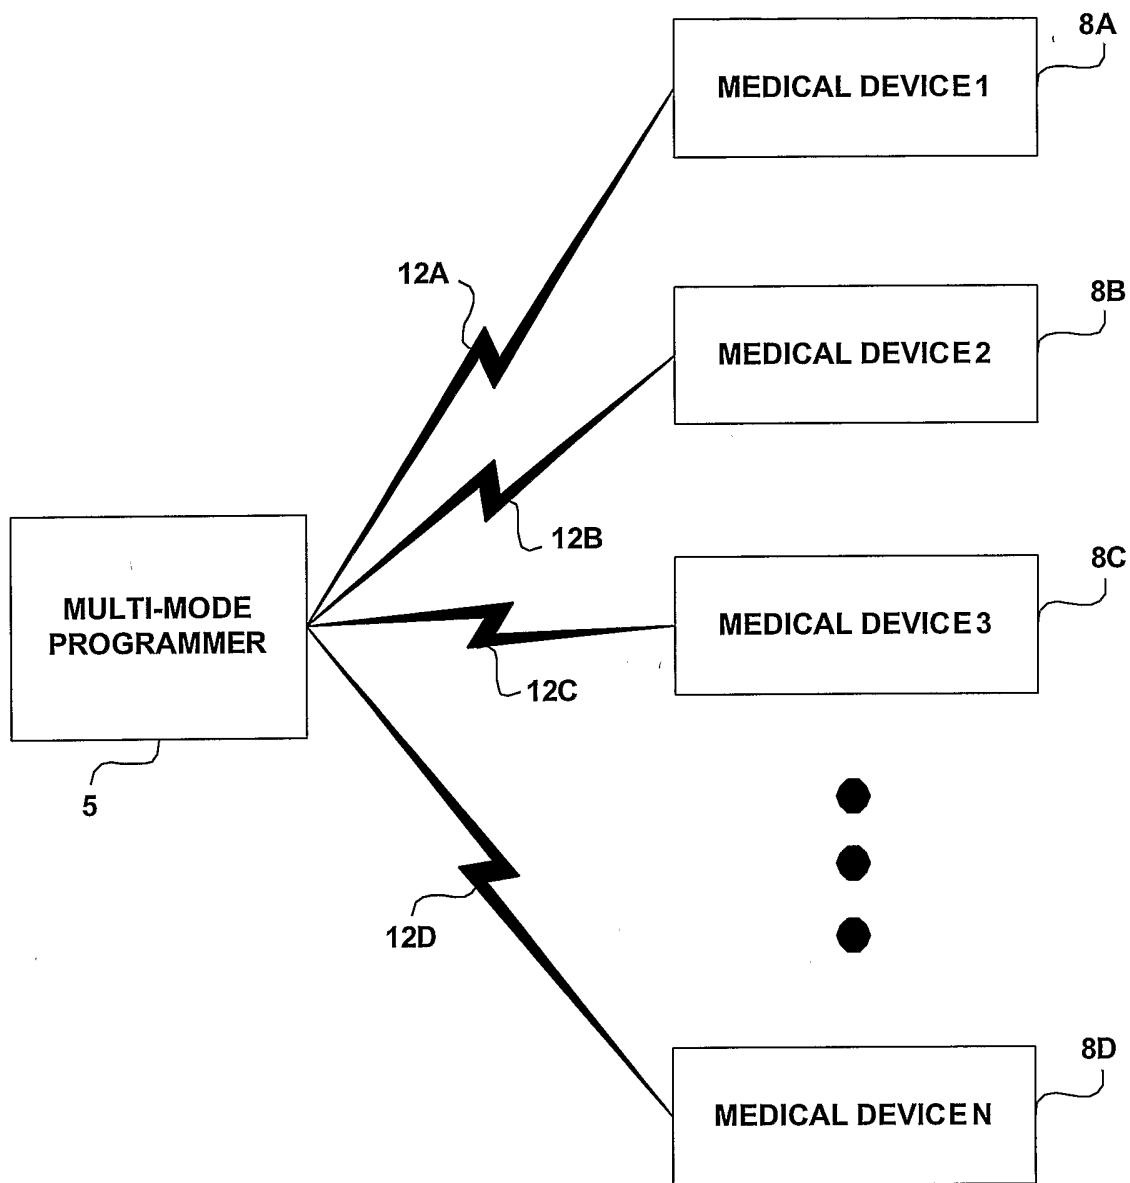 8A
MEDICAL DEVICE 1
12A
8B
MEDICAL DEVICE 2
12B
8C
MULTI-MODE
PROGRAMMER
MEDICAL DEVICE 3
12C
5
12D
8D
MEDICAL DEVICE N